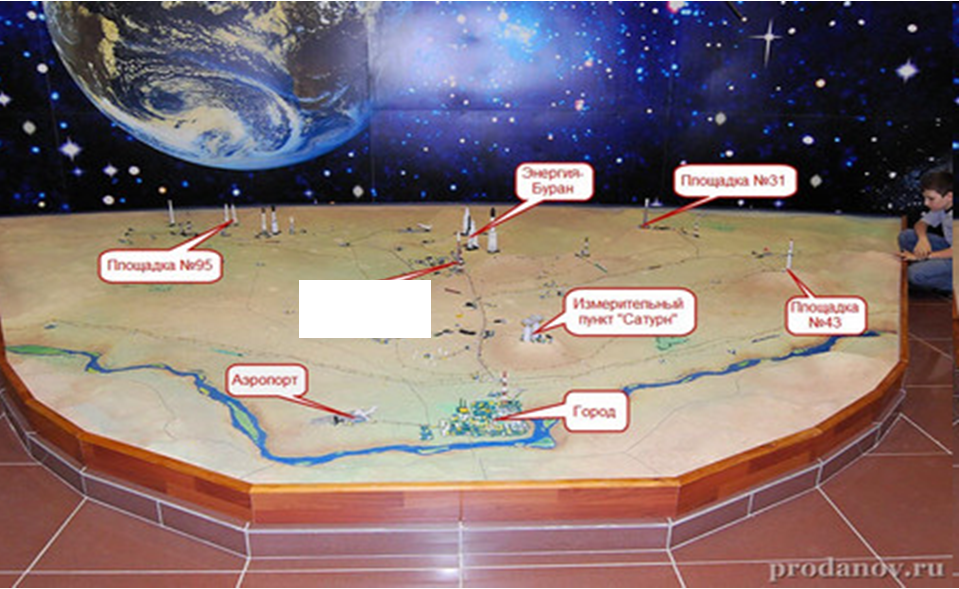 Энергия-
Буран
Площадка №31
Площадка №95
Измерительный
пункт "Сатурн"
Площадка
№43
Аэропорт
Город
prodanov.ru